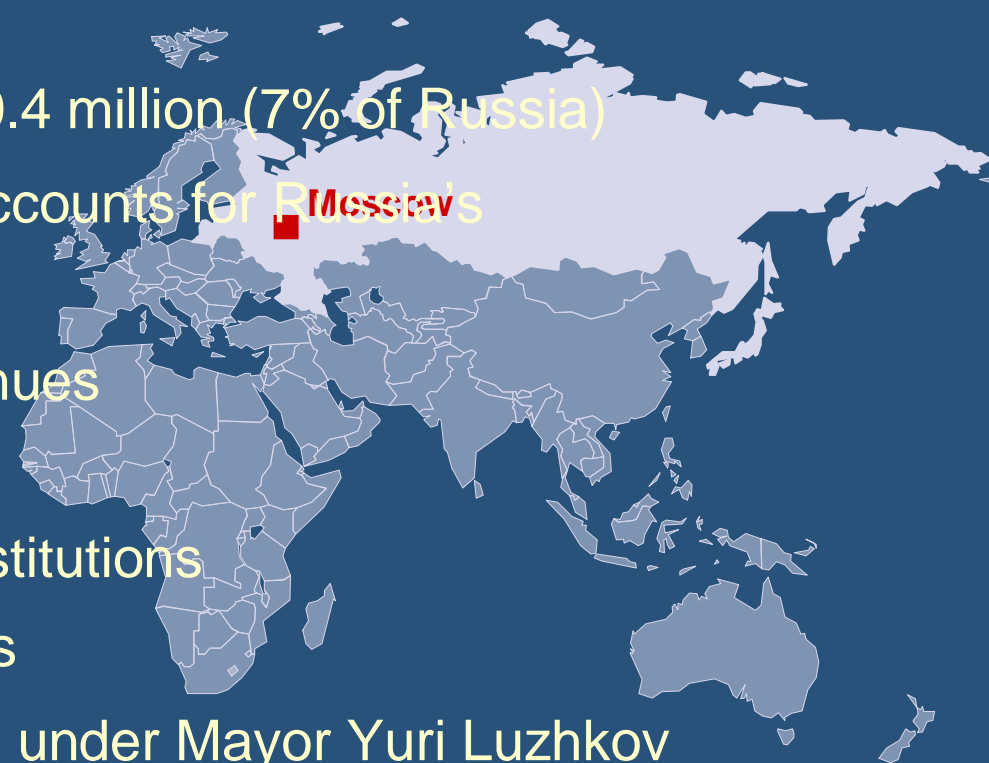 .4 million (7% of Russia)
ccounts for Russia's
Moscow
nues
stitutions
s
under Mayor Yuri Luzhkov